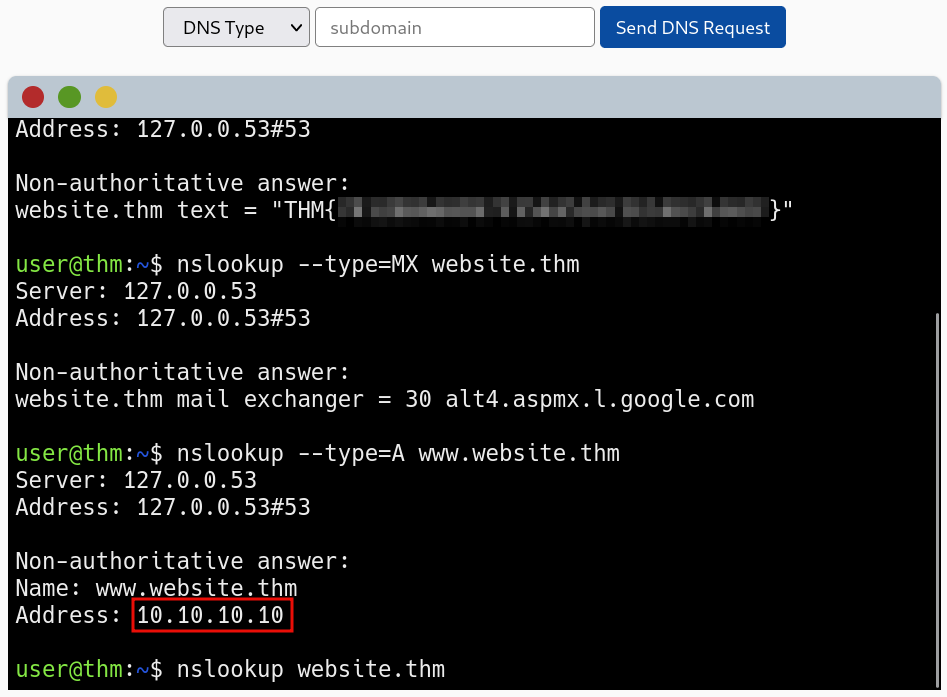 DNS Type
subdomain
Send DNS Request
Address: 127.0.0.53#53
Non-authoritative answer:
website.thm text = "THM{}"
user@thm:~$ nslookup --type=MX website.thm
Server: 127.0.0.53
Address: 127.0.0.53#53
Non-authoritative answer:
website.thm mail exchanger = 30 alt4.aspmx.l.google.com
user@thm:~$ nslookup --type=A www.website.thm
Server: 127.0.0.53
Address: 127.0.0.53#53
Non-authoritative answer:
Name: www.website.thm
Address: 10.10.10.10
user@thm:~$ nslookup website.thm